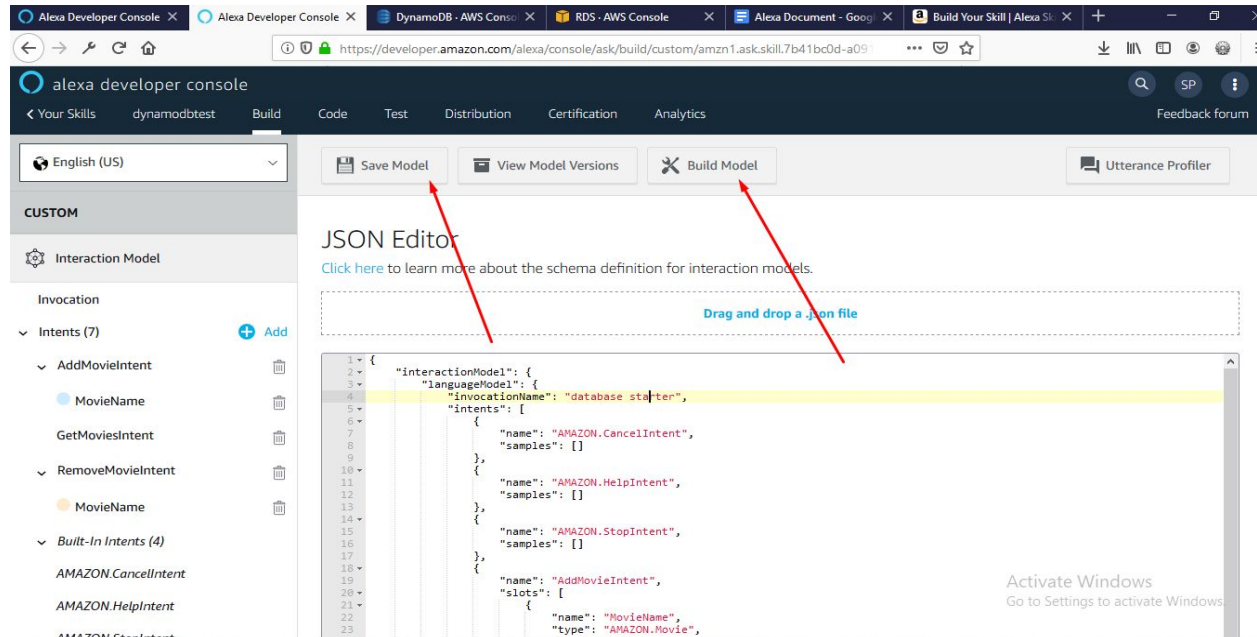 Alexa Developer Console
Alexa Developer Console
DynamoDB · AWS Consol
RDS · AWS Console
Alexa Document - Googl
Build Your Skill | Alexa Sk
https://developer.amazon.com/alexa/console/ask/build/custom/amzn1.ask.skill.7b41bc0d-a091
alexa developer console
SP
Your Skills
dynamodbtest
Build
Code
Test
Distribution
Certification
Analytics
Feedback forum
English (US)
Save Model
View Model Versions
Build Model
Utterance Profiler
CUSTOM
Interaction Model
Invocation
Intents (7)
Add
AddMovieIntent
MovieName
GetMoviesIntent
RemoveMovieIntent
MovieName
Built-In Intents (4)
AMAZON.CancelIntent
AMAZON.HelpIntent
AMAZON.StopIntent
JSON Editor
Click here to learn more about the schema definition for interaction models.
Drag and drop a .json file
1 {
2 "interactionModel": {
3 "languageModel": {
4 "invocationName": "database starter",
5 "intents": [
6 {
7 "name": "AMAZON.CancelIntent",
8 "samples": []
9 },
10 {
11 "name": "AMAZON.HelpIntent",
12 "samples": []
13 },
14 {
15 "name": "AMAZON.StopIntent",
16 "samples": []
17 },
18 {
19 "name": "AddMovieIntent",
20 "slots": [
21 {
22 "name": "MovieName",
23 "type": "AMAZON.Movie",
Activate Windows
Go to Settings to activate Windows.